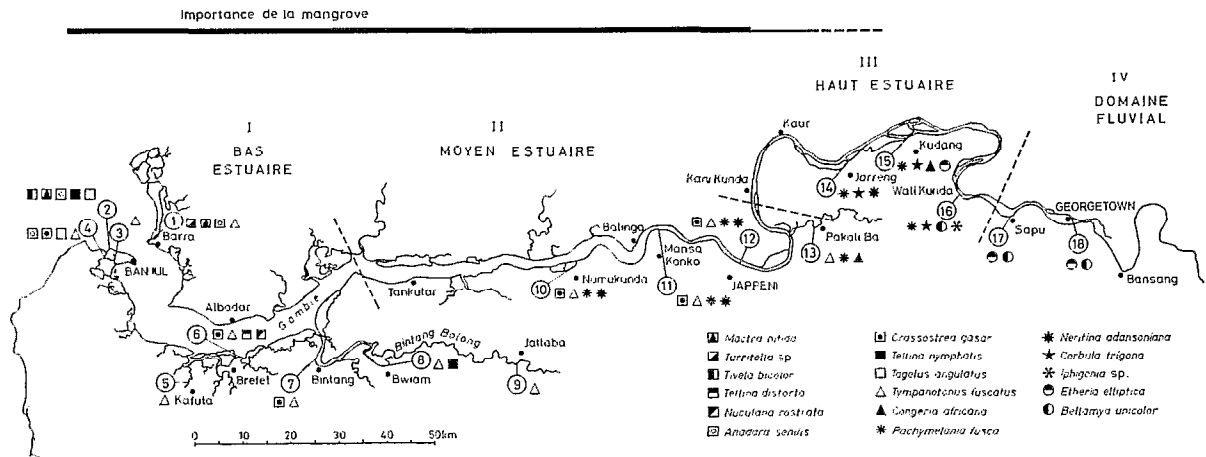 Importance de la mangrove
III
HAUT ESTUAIRE
IV
DOMAINE
FLUVIAL
I
BAS
ESTUAIRE
II
MOYEN ESTUAIRE
Kaur
15
Kudang
14
Jarreng
Karu Kunda
Wali Kunda
16
GEORGETOWN
2
4
3
1
Barra
BANJUL
Balingo
Mansa
Konko
12
13
Pakali Ba
17
Sapu
18
Bansang
10
Numukunda
11
JAPPENI
Tankular
Albadar
Gambie
6
Bintang Bolong
Jattaba
5
Kafuta
Brefet
7
Bintang
8
Bwiam
9
0 10 20 30 40 50km
Mactra nitida
Turritella sp
Tivela bicolor
Tellina distorta
Nuculana rostrata
Anadara senilis
Crassostrea gasar
Tellina nymphalis
Tagelus angulatus
Tympanotonus fuscatus
Congeria africana
Pachymelania fusca
Neritina adansoniana
Corbula trigona
Iphigenia sp.
Etheria elliptica
Bellamya unicolor